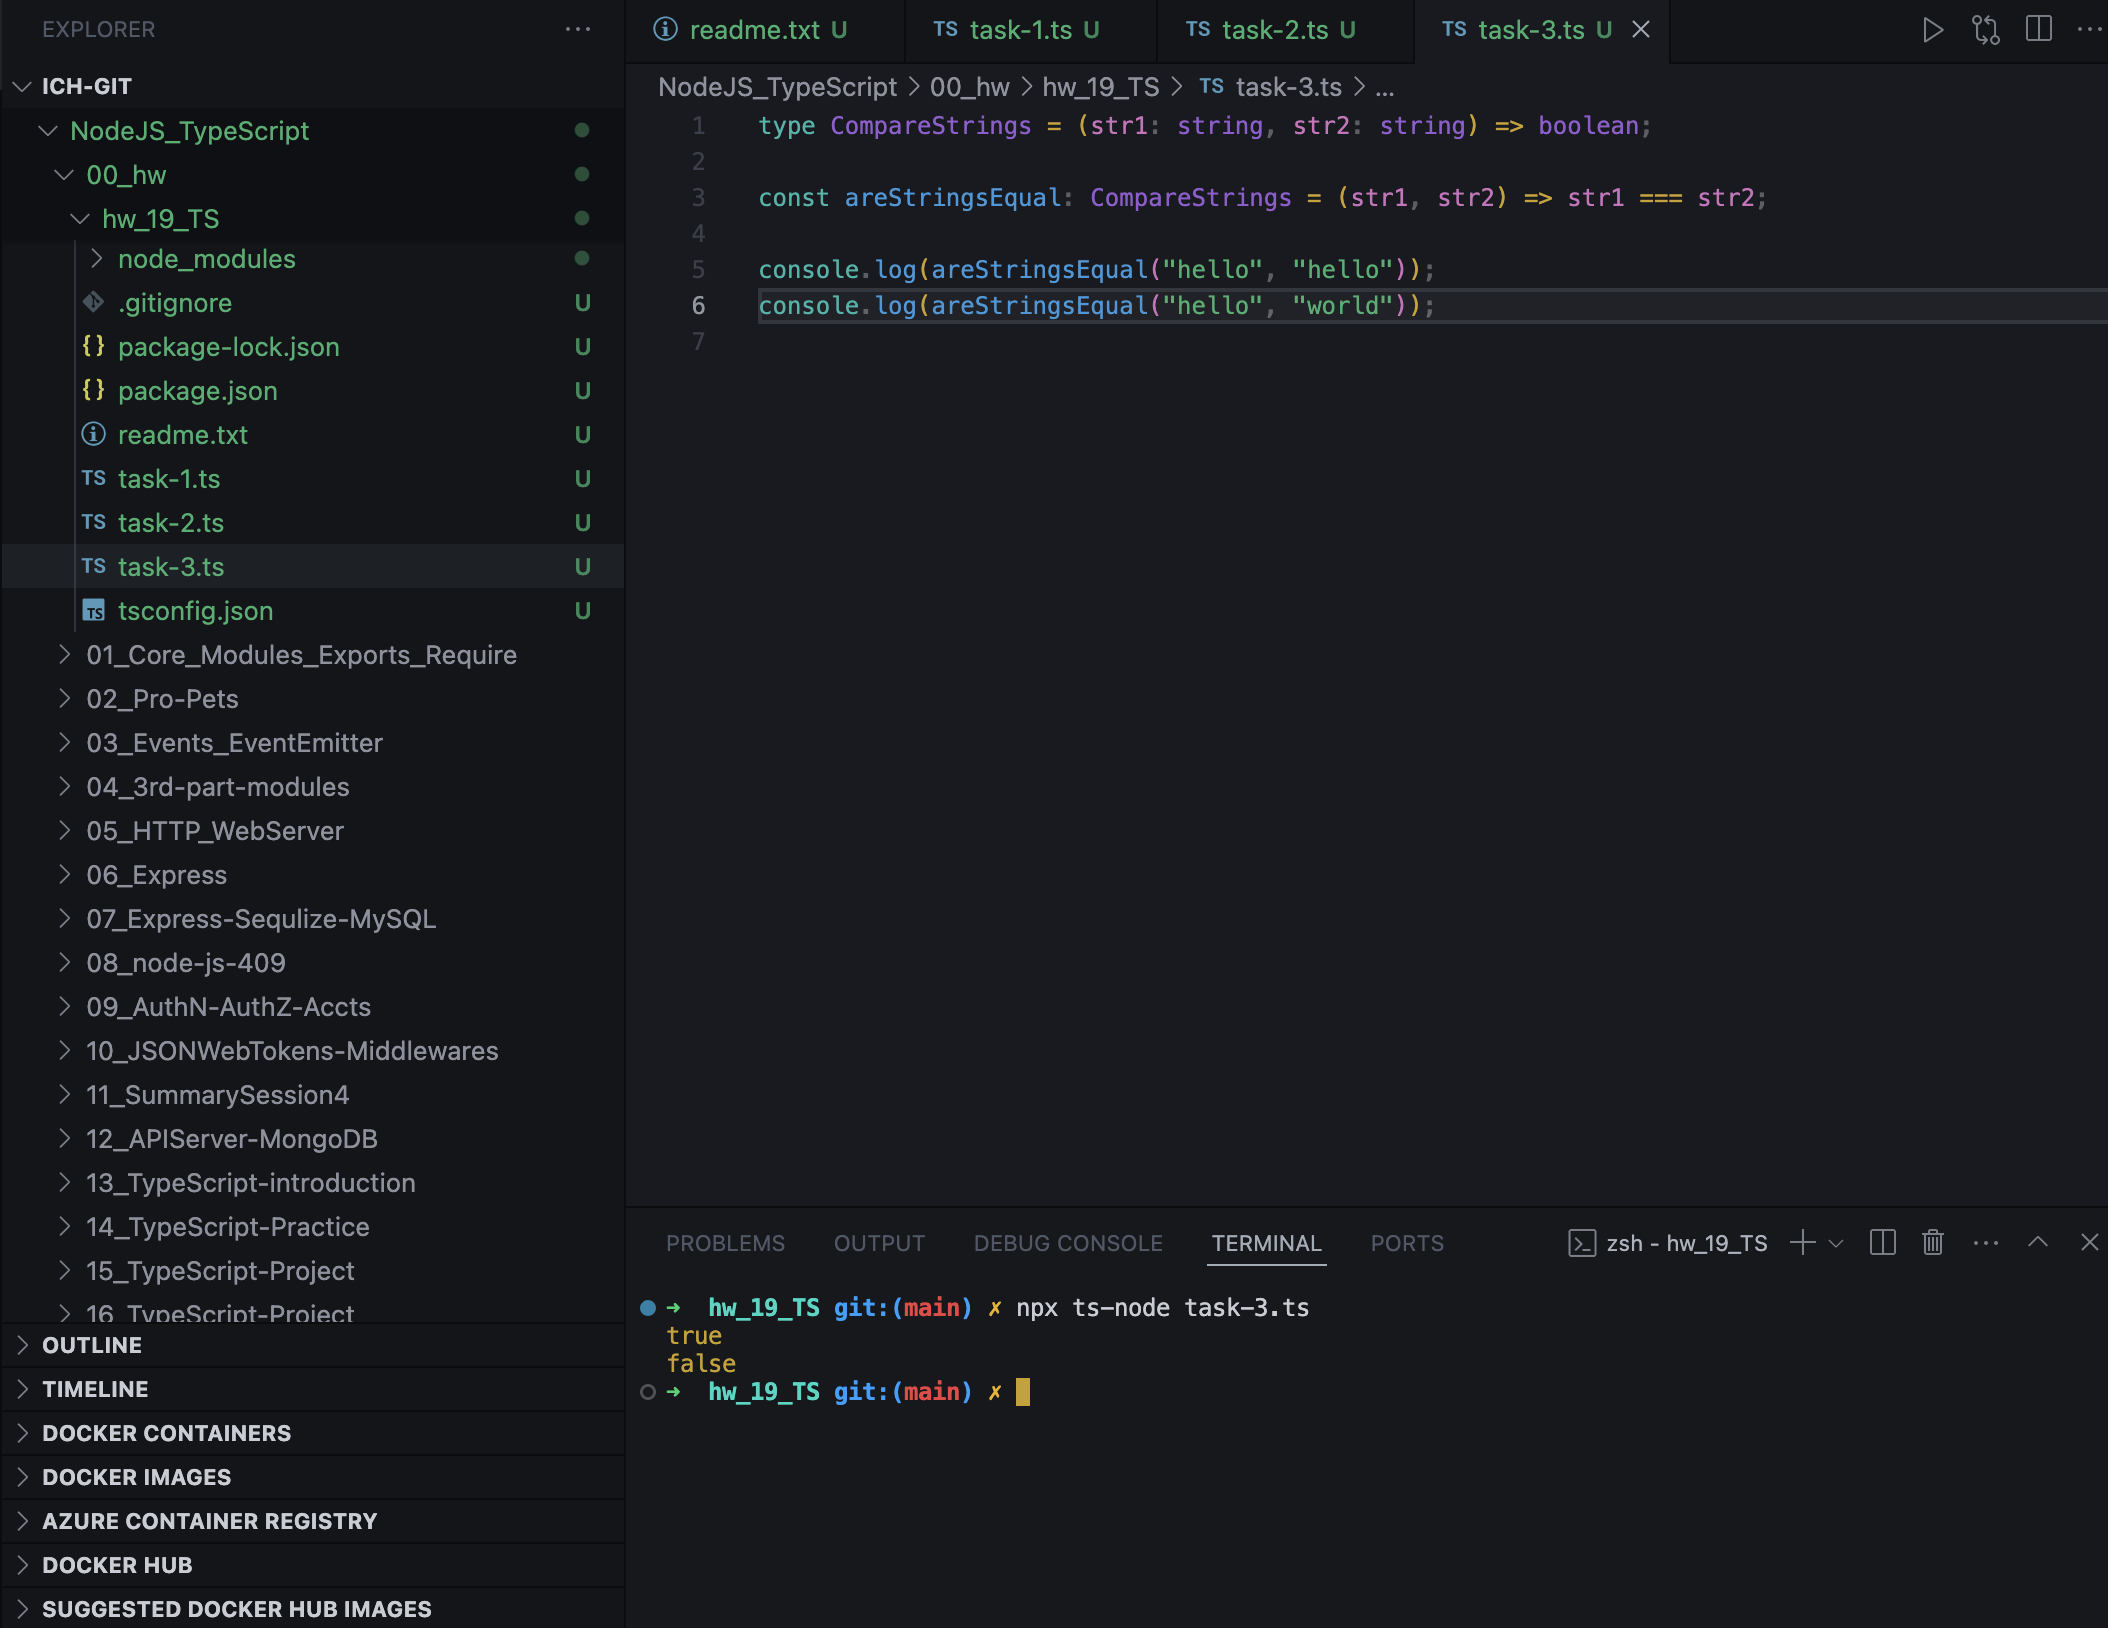 EXPLORER ...
ICH-GIT
NodeJS_TypeScript
00_hw
hw_19_TS
node_modules
.gitignore U
{} package-lock.json U
{} package.json U
readme.txt U
TS task-1.ts U
TS task-2.ts U
TS task-3.ts U
TS tsconfig.json U
01_Core_Modules_Exports_Require
02_Pro-Pets
03_Events_EventEmitter
04_3rd-part-modules
05_HTTP_WebServer
06_Express
07_Express-Sequlize-MySQL
08_node-js-409
09_AuthN-AuthZ-Accts
10_JSONWebTokens-Middlewares
11_SummarySession4
12_APIServer-MongoDB
13_TypeScript-introduction
14_TypeScript-Practice
15_TypeScript-Project
16_TypeScript-Project
OUTLINE
TIMELINE
DOCKER CONTAINERS
DOCKER IMAGES
AZURE CONTAINER REGISTRY
DOCKER HUB
SUGGESTED DOCKER HUB IMAGES
readme.txt U TS task-1.ts U TS task-2.ts U TS task-3.ts U
NodeJS_TypeScript > 00_hw > hw_19_TS > TS task-3.ts > ...
1 type CompareStrings = (str1: string, str2: string) => boolean;
2
3 const areStringsEqual: CompareStrings = (str1, str2) => str1 === str2;
4
5 console.log(areStringsEqual("hello", "hello"));
6 console.log(areStringsEqual("hello", "world"));
7
PROBLEMS OUTPUT DEBUG CONSOLE TERMINAL PORTS zsh - hw_19_TS
➜ hw_19_TS git:(main) ✗ npx ts-node task-3.ts
true
false
➜ hw_19_TS git:(main) ✗